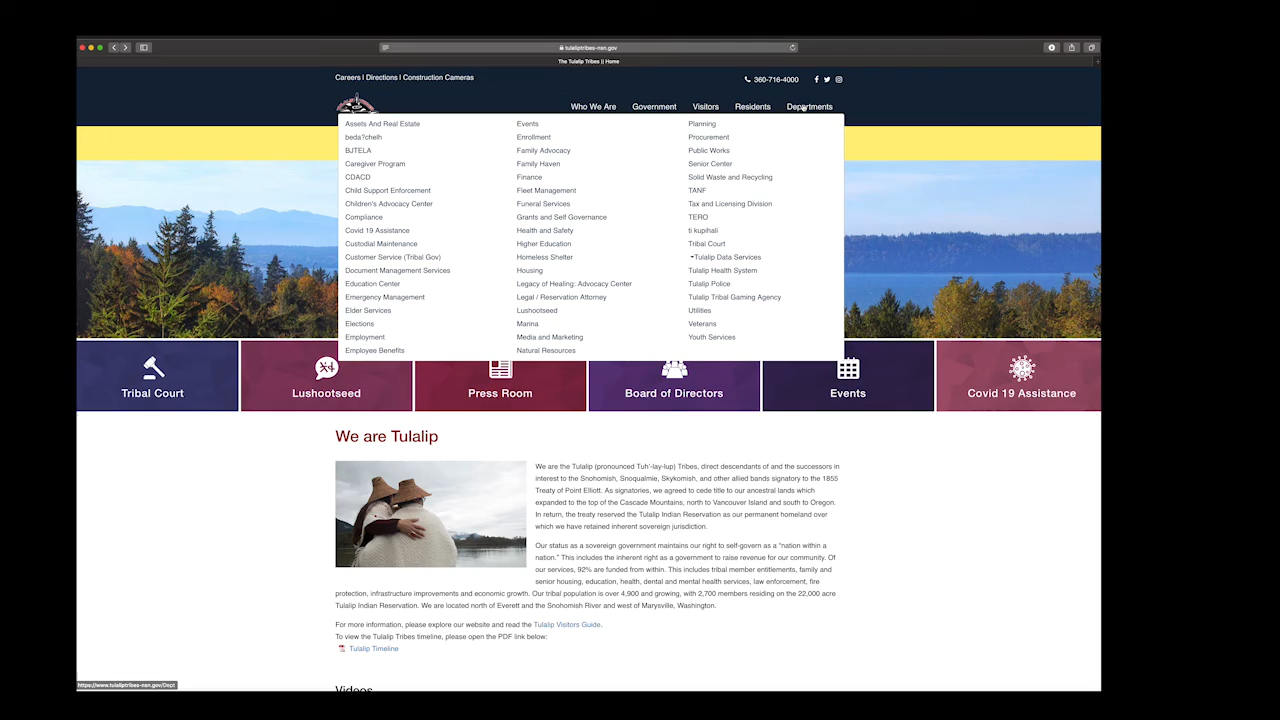 tulaliptribes-nsn.gov
The Tulalip Tribes || Home
Careers | Directions | Construction Cameras
360-716-4000
Who We Are Government Visitors Residents Departments
Assets And Real Estate
beda?chelh
BJTELA
Caregiver Program
CDACD
Child Support Enforcement
Children's Advocacy Center
Compliance
Covid 19 Assistance
Custodial Maintenance
Customer Service (Tribal Gov)
Document Management Services
Education Center
Emergency Management
Elder Services
Elections
Employment
Employee Benefits
Events
Enrollment
Family Advocacy
Family Haven
Finance
Fleet Management
Funeral Services
Grants and Self Governance
Health and Safety
Higher Education
Homeless Shelter
Housing
Legacy of Healing: Advocacy Center
Legal / Reservation Attorney
Lushootseed
Marina
Media and Marketing
Natural Resources
Planning
Procurement
Public Works
Senior Center
Solid Waste and Recycling
TANF
Tax and Licensing Division
TERO
ti kupihali
Tribal Court
Tulalip Data Services
Tulalip Health System
Tulalip Police
Tulalip Tribal Gaming Agency
Utilities
Veterans
Youth Services
Tribal Court
Lushootseed
Press Room
Board of Directors
Events
Covid 19 Assistance
We are Tulalip
We are the Tulalip (pronounced Tuh'-lay-lup) Tribes, direct descendants of and the successors in
interest to the Snohomish, Snoqualmie, Skykomish, and other allied bands signatory to the 1855
Treaty of Point Elliott. As signatories, we agreed to cede title to our ancestral lands which
expanded to the top of the Cascade Mountains, north to Vancouver Island and south to Oregon.
In return, the treaty reserved the Tulalip Indian Reservation as our permanent homeland over
which we have retained inherent sovereign jurisdiction.
Our status as a sovereign government maintains our right to self-govern as a "nation within a
nation." This includes the inherent right as a government to raise revenue for our community. Of
our services, 92% are funded from within. This includes tribal member entitlements, family and
senior housing, education, health, dental and mental health services, law enforcement, fire
protection, infrastructure improvements and economic growth. Our tribal population is over 4,900 and growing, with 2,700 members residing on the 22,000 acre
Tulalip Indian Reservation. We are located north of Everett and the Snohomish River and west of Marysville, Washington.
For more information, please explore our website and read the Tulalip Visitors Guide.
To view the Tulalip Tribes timeline, please open the PDF link below:
Tulalip Timeline
Videos
https://www.tulaliptribes-nsn.gov/Dept